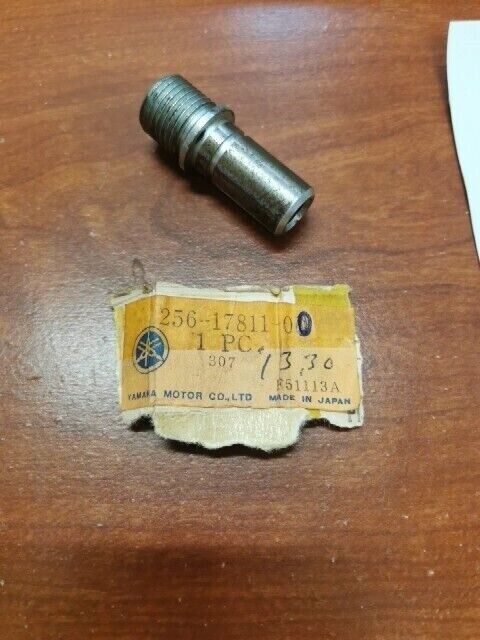 256-17811-00
1 PC.
307 13.30
F51113A
YAMAHA MOTOR CO.,LTD MADE IN JAPAN